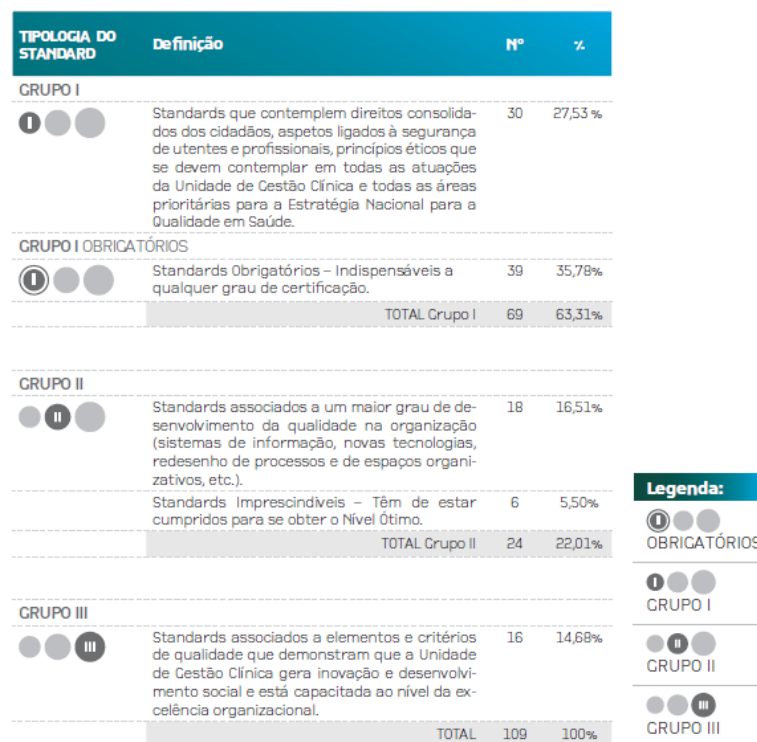 TIPOLOGIA DO
STANDARD
Definição
Nº
%
GRUPO I
I
Standards que contemplem direitos consolida-
dos dos cidadãos, aspetos ligados à segurança
de utentes e profissionais, princípios éticos que
se devem contemplar em todas as atuações
da Unidade de Gestão Clínica e todas as áreas
prioritárias para a Estratégia Nacional para a
Qualidade em Saúde.
30
27,53 %
GRUPO I OBRIGATÓRIOS
I
Standards Obrigatórios – Indispensáveis a
qualquer grau de certificação.
39
35,78%
TOTAL Grupo I
69
63,31%
GRUPO II
II
Standards associados a um maior grau de de-
senvolvimento da qualidade na organização
(sistemas de informação, novas tecnologias,
redesenho de processos e de espaços organi-
zativos, etc.).
18
16,51%
Standards Imprescindíveis – Têm de estar
cumpridos para se obter o Nível Ótimo.
6
5,50%
TOTAL Grupo II
24
22,01%
GRUPO III
III
Standards associados a elementos e critérios
de qualidade que demonstram que a Unidade
de Gestão Clínica gera inovação e desenvolvi-
mento social e está capacitada ao nível da ex-
celência organizacional.
16
14,68%
TOTAL
109
100%
Legenda:
I
OBRIGATÓRIOS
I
GRUPO I
II
GRUPO II
III
GRUPO III